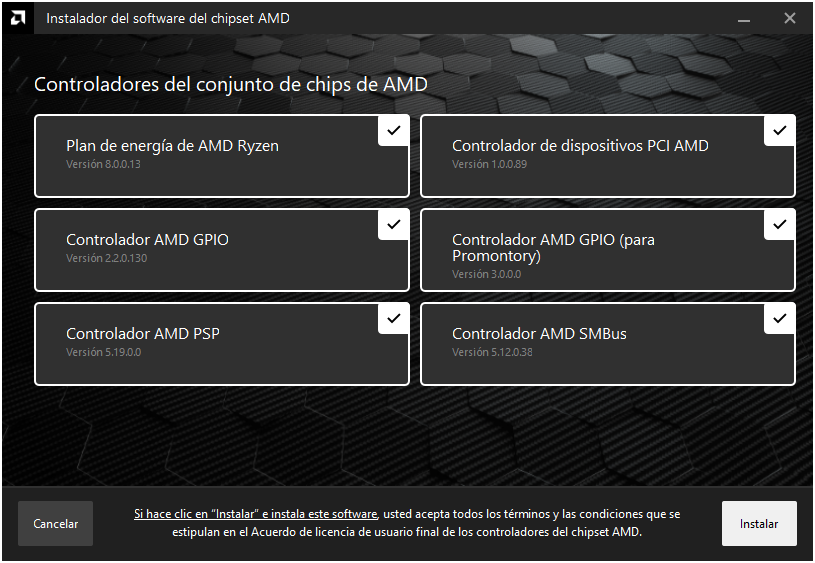 Instalador del software del chipset AMD
Controladores del conjunto de chips de AMD
Plan de energía de AMD Ryzen
Versión 8.0.0.13
Controlador de dispositivos PCI AMD
Versión 1.0.0.89
Controlador AMD GPIO
Versión 2.2.0.130
Controlador AMD GPIO (para
Promontory)
Versión 3.0.0.0
Controlador AMD PSP
Versión 5.19.0.0
Controlador AMD SMBus
Versión 5.12.0.38
Cancelar
Si hace clic en “Instalar” e instala este software, usted acepta todos los términos y las condiciones que se
estipulan en el Acuerdo de licencia de usuario final de los controladores del chipset AMD.
Instalar